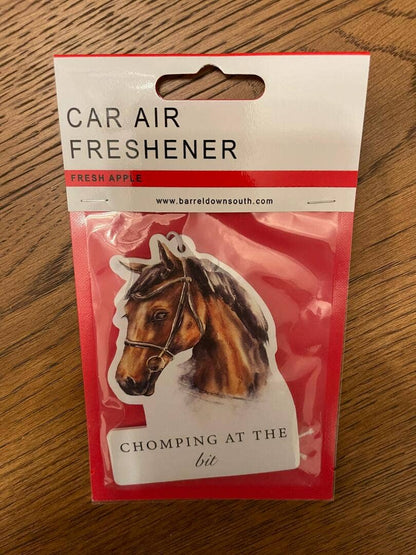 CAR AIR
FRESHENER
FRESH APPLE
www.barreldownsouth.com
CHOMPING AT THE
bit